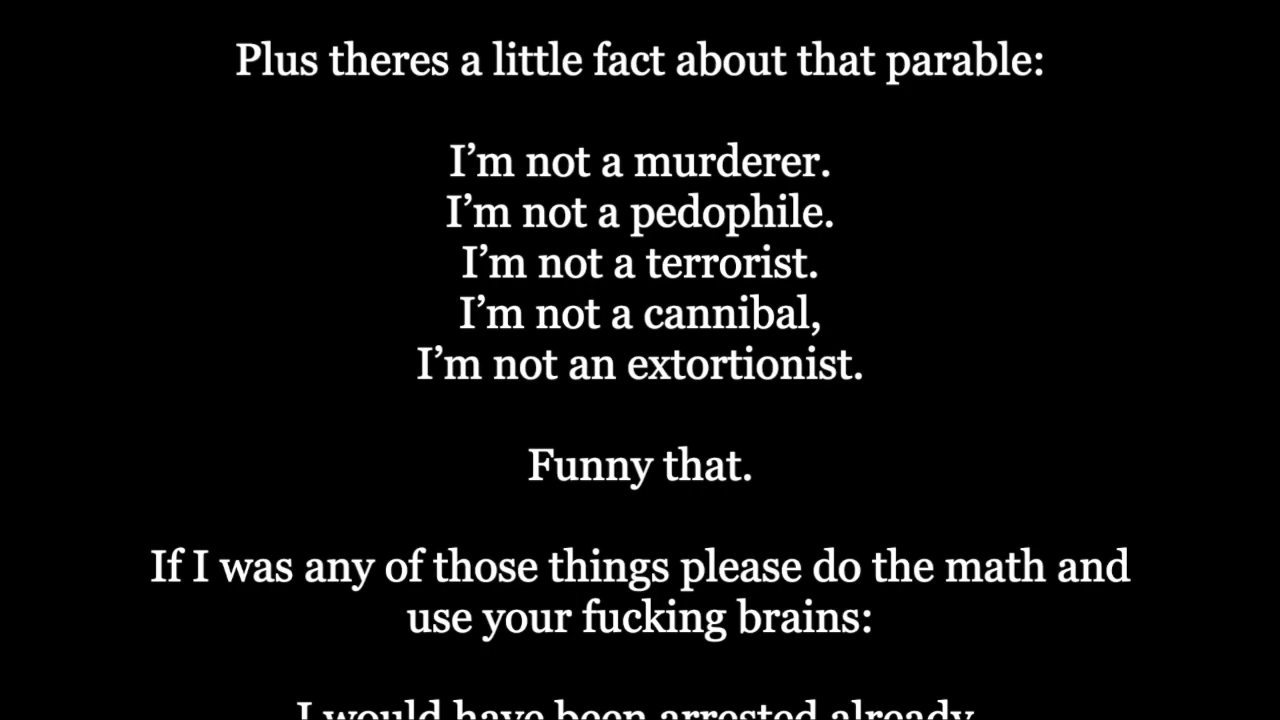 Plus theres a little fact about that parable:
I’m not a murderer.
I’m not a pedophile.
I’m not a terrorist.
I’m not a cannibal,
I’m not an extortionist.
Funny that.
If I was any of those things please do the math and
use your fucking brains:
I would have been arrested already